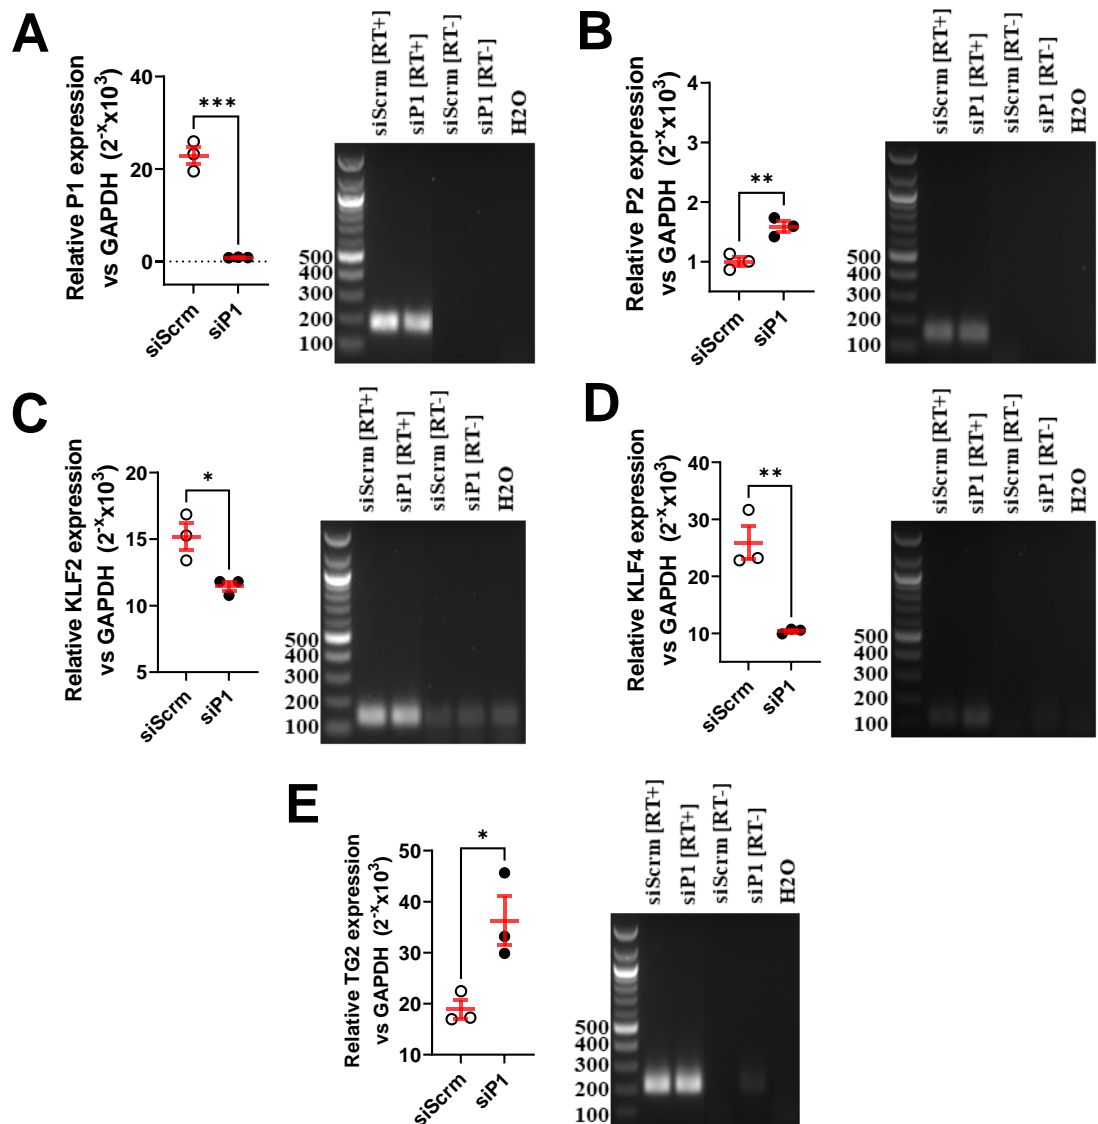 A
Relative P1 expression
vs GAPDH (2^-x x10^3)
40
20
0
***
siScrm
siP1
siScrm [RT+]
siP1 [RT+]
siScrm [RT-]
siP1 [RT-]
H2O
500
400
300
200
100
B
Relative P2 expression
vs GAPDH (2^-x x10^3)
4
3
2
1
**
siScrm
siP1
siScrm [RT+]
siP1 [RT+]
siScrm [RT-]
siP1 [RT-]
H2O
500
400
300
200
100
C
Relative KLF2 expression
vs GAPDH (2^-x x10^3)
20
15
10
5
*
siScrm
siP1
siScrm [RT+]
siP1 [RT+]
siScrm [RT-]
siP1 [RT-]
H2O
500
400
300
200
100
D
Relative KLF4 expression
vs GAPDH (2^-x x10^3)
40
30
20
10
**
siScrm
siP1
siScrm [RT+]
siP1 [RT+]
siScrm [RT-]
siP1 [RT-]
H2O
500
400
300
200
100
E
Relative TG2 expression
vs GAPDH (2^-x x10^3)
50
40
30
20
10
*
siScrm
siP1
siScrm [RT+]
siP1 [RT+]
siScrm [RT-]
siP1 [RT-]
H2O
500
400
300
200
100